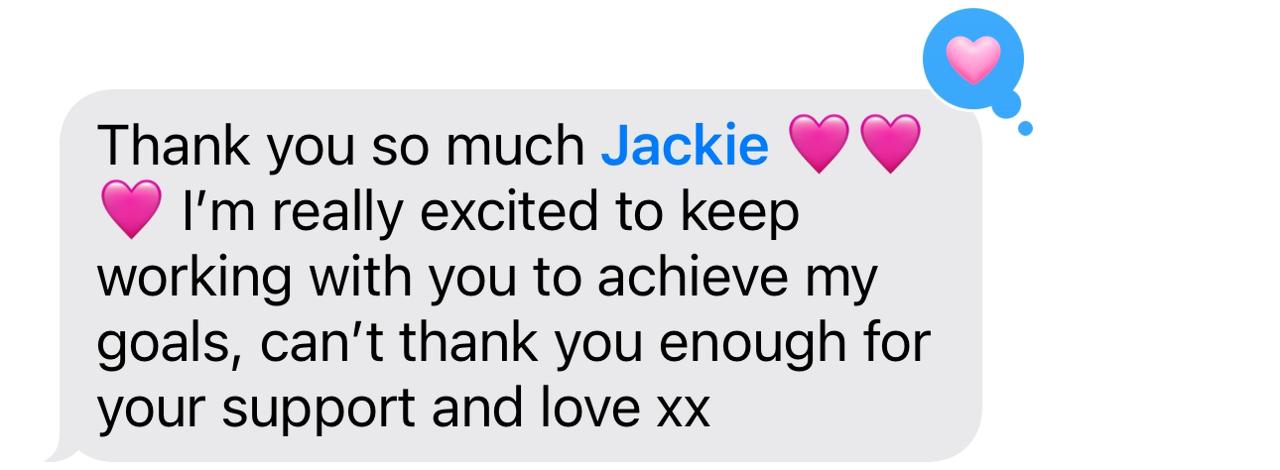 Thank you so much Jackie 🩷🩷
🩷 I’m really excited to keep
working with you to achieve my
goals, can’t thank you enough for
your support and love xx